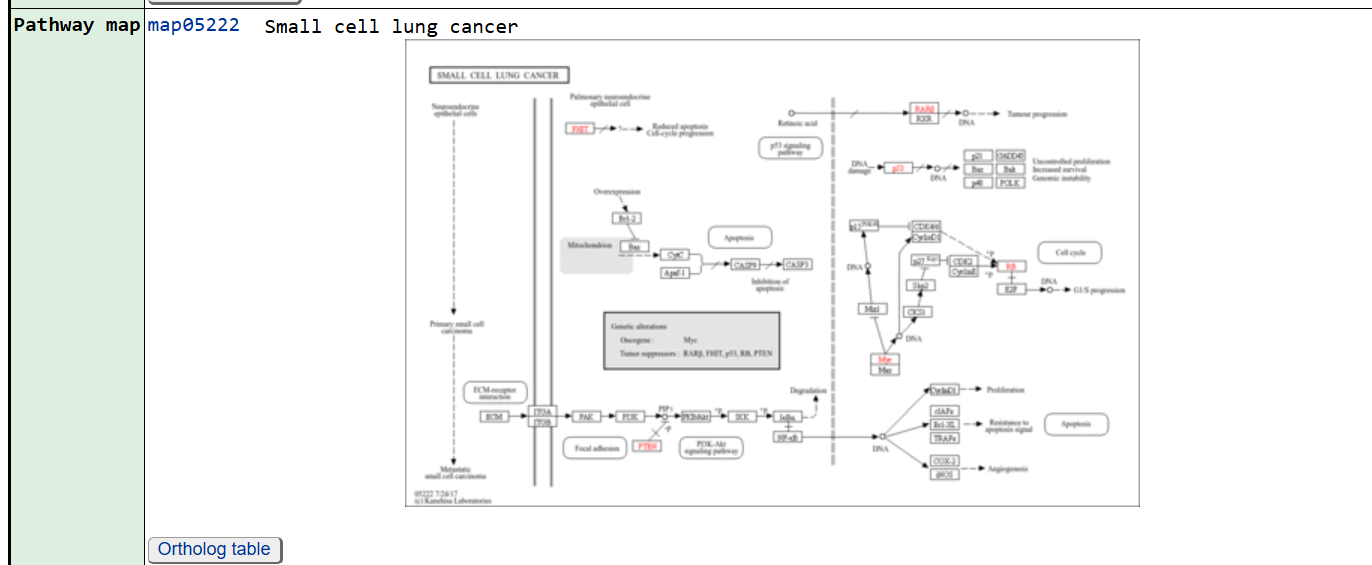 Pathway map
map05222 Small cell lung cancer
SMALL CELL LUNG CANCER
Neuroendocrine
epithelial cells
Primary small cell
carcinoma
Metastatic
small cell carcinoma
Pulmonary neuroendocrine
epithelial cell
FHIT
?
Reduced apoptosis
Cell-cycle progression
Retinoic acid
RARβ
RXR
DNA
Tumour progression
p53 signaling
pathway
DNA
damage
p53
DNA
p21
GADD45
Bax
Bak
p48
POLK
Uncontrolled proliferation
Increased survival
Genomic instability
Overexpression
Bcl-2
Mitochondrion
Bax
CytC
Apaf-1
CASP9
CASP3
Apoptosis
Inhibition of
apoptosis
CDK4/6
CyclinD1
CDK2
CyclinE
+p
+p
Rb
E2F
Cell cycle
DNA
G1/S progression
DNA
Skp2
CKS1
Miz1
DNA
Myc
Max
Genetic alterations
Oncogene : Myc
Tumor suppressors : RARβ, FHIT, p53, RB, PTEN
ECM-receptor
interaction
ECM
ITGA
ITGB
FAK
PI3K
PIP3
PKB/Akt
+p
IKK
+p
IκBα
NF-κB
Degradation
-p
PTEN
Focal adhesion
PI3K-Akt
signaling pathway
DNA
CyclinD1
Proliferation
cIAPs
Bcl-XL
TRAFs
Resistance to
apoptosis signal
Apoptosis
COX-2
iNOS
Angiogenesis
05222 7/24/17
(c) Kanehisa Laboratories
Ortholog table